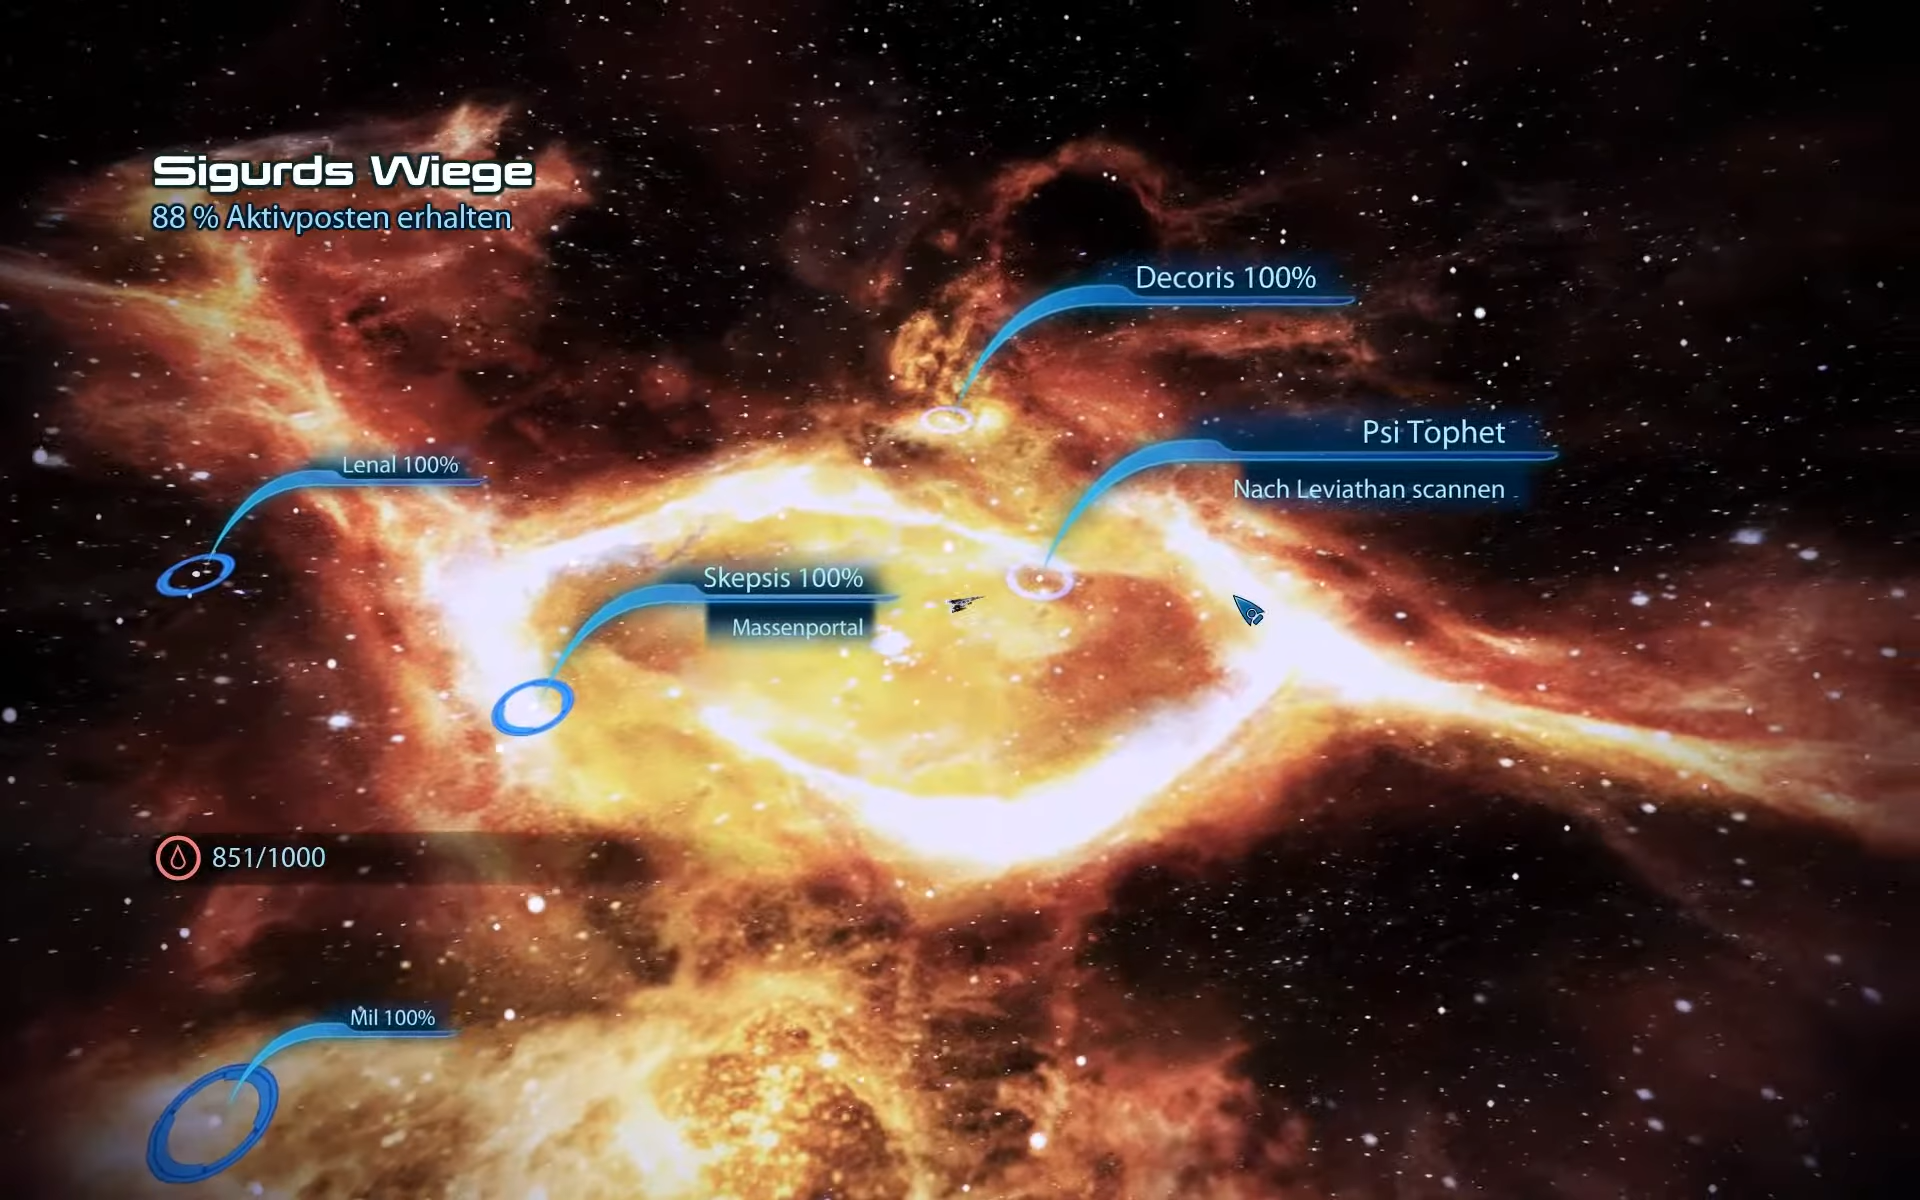 Sigurds Wiege
88 % Aktivposten erhalten
Decoris 100%
Psi Tophet
Nach Leviathan scannen
Lenal 100%
Skepsis 100%
Massenportal
851/1000
Mil 100%